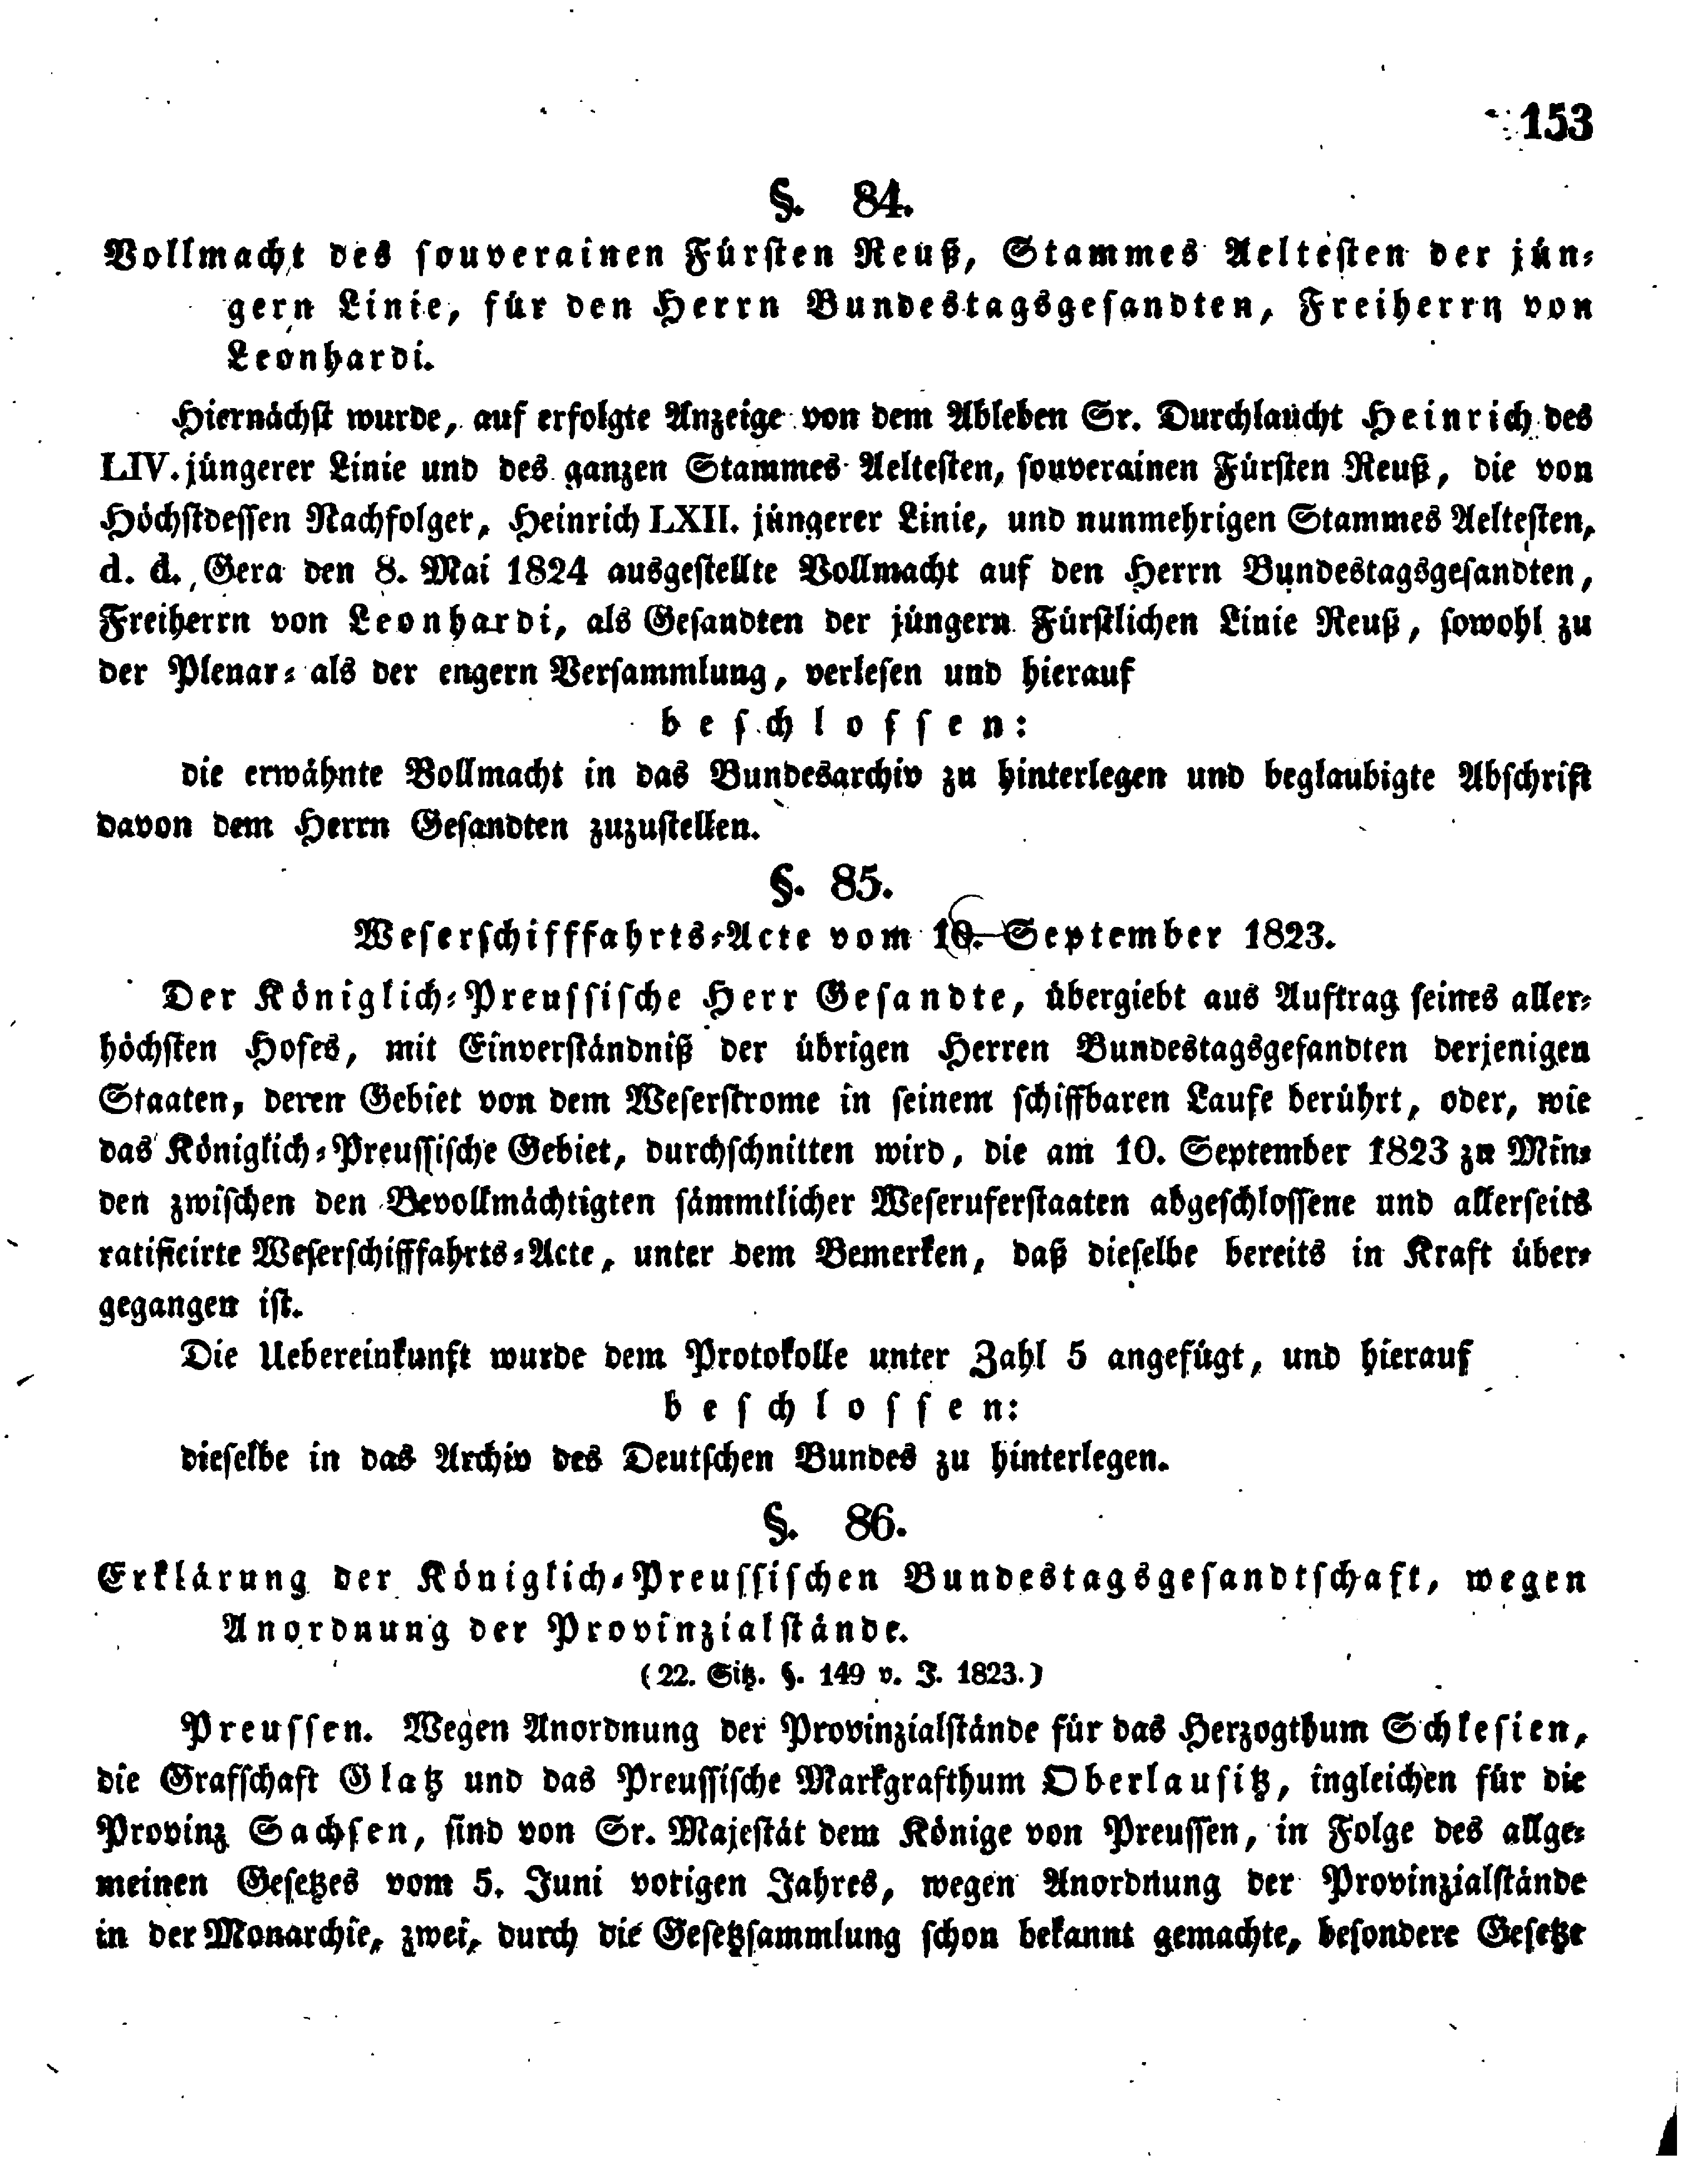 153
§. 84.
Vollmacht des souverainen Fürsten Reuß, Stammes Aeltesten der jün-
gern Linie, für den Herrn Bundestagsgesandten, Freiherrn von
Leonhardi.
Hiernächst wurde, auf erfolgte Anzeige von dem Ableben Sr. Durchlaucht Heinrich des
LIV. jüngerer Linie und des ganzen Stammes Aeltesten, souverainen Fürsten Reuß, die von
Höchstdessen Nachfolger, Heinrich LXII. jüngerer Linie, und nunmehrigen Stammes Aeltesten,
d. d. Gera den 8. Mai 1824 ausgestellte Vollmacht auf den Herrn Bundestagsgesandten,
Freiherrn von Leonhardi, als Gesandten der jüngern Fürstlichen Linie Reuß, sowohl zu
der Plenar- als der engern Versammlung, verlesen und hierauf
beschlossen:
die erwähnte Vollmacht in das Bundesarchiv zu hinterlegen und beglaubigte Abschrift
davon dem Herrn Gesandten zuzustellen.
§. 85.
Weserschifffahrts-Acte vom 10. September 1823.
Der Königlich-Preussische Herr Gesandte, übergiebt aus Auftrag seines aller-
höchsten Hofes, mit Einverständniß der übrigen Herren Bundestagsgesandten derjenigen
Staaten, deren Gebiet von dem Weserstrome in seinem schiffbaren Laufe berührt, oder, wie
das Königlich-Preussische Gebiet, durchschnitten wird, die am 10. September 1823 zu Min-
den zwischen den Bevollmächtigten sämmtlicher Weseruferstaaten abgeschlossene und allerseits
ratificirte Weserschifffahrts-Acte, unter dem Bemerken, daß dieselbe bereits in Kraft über-
gegangen ist.
Die Uebereinkunft wurde dem Protokolle unter Zahl 5 angefügt, und hierauf
beschlossen:
dieselbe in das Archiv des Deutschen Bundes zu hinterlegen.
§. 86.
Erklärung der Königlich-Preussischen Bundestagsgesandtschaft, wegen
Anordnung der Provinzialstände.
(22. Sitz. §. 149 v. J. 1823.)
Preussen. Wegen Anordnung der Provinzialstände für das Herzogthum Schlesien,
die Grafschaft Glatz und das Preussische Markgrafthum Oberlausitz, ingleichen für die
Provinz Sachsen, sind von Sr. Majestät dem Könige von Preussen, in Folge des allge-
meinen Gesetzes vom 5. Juni vorigen Jahres, wegen Anordnung der Provinzialstände
in der Monarchie, zwei, durch die Gesetzsammlung schon bekannt gemachte, besondere Gesetze